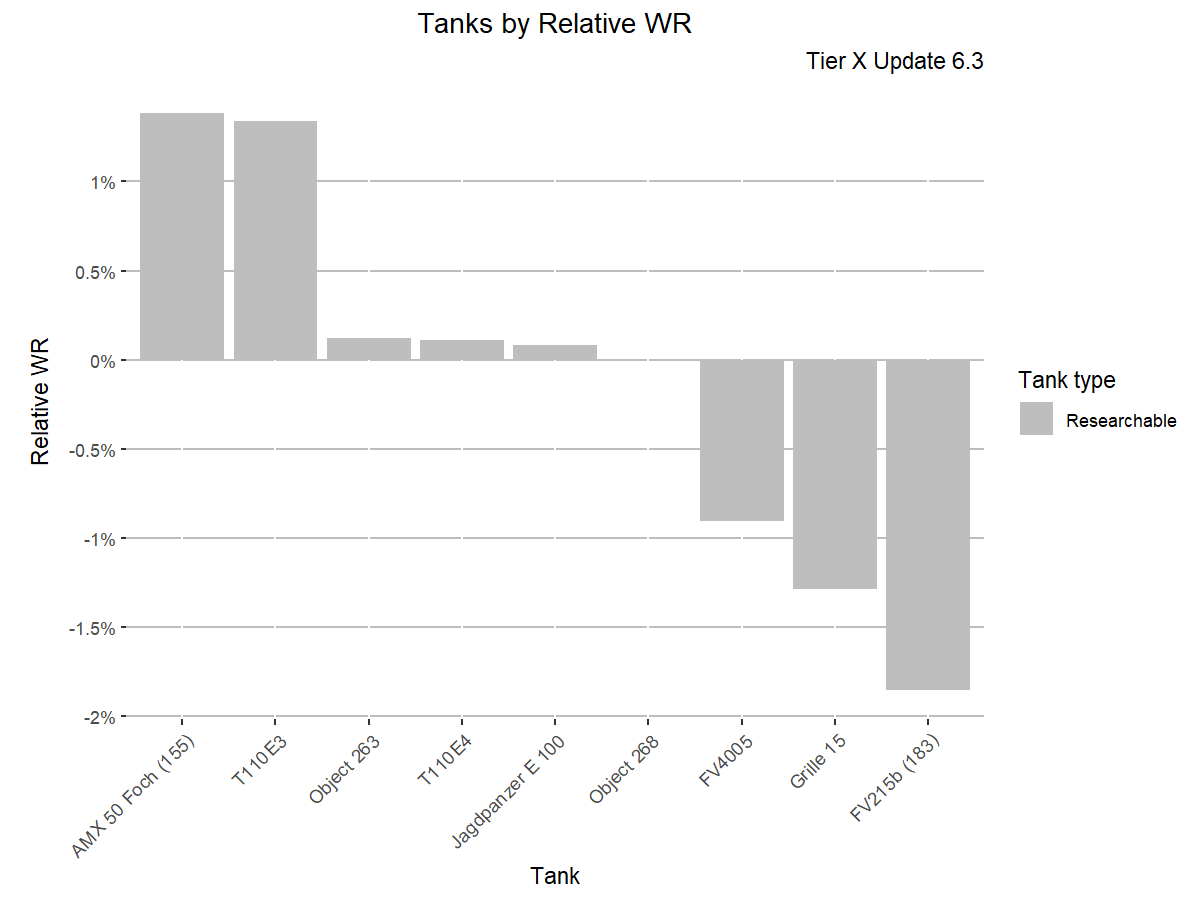 Tanks by Relative WR
Tier X Update 6.3
Relative WR
1%
0.5%
0%
-0.5%
-1%
-1.5%
-2%
AMX 50 Foch (155)
T110E3
Object 263
T110E4
Jagdpanzer E 100
Object 268
FV4005
Grille 15
FV215b (183)
Tank
Tank type
Researchable